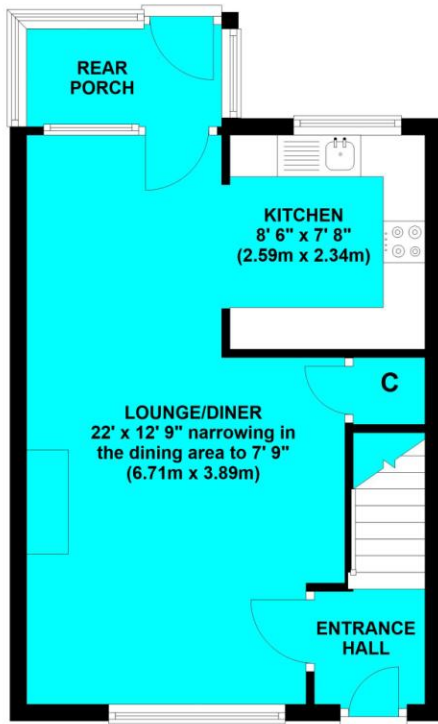 REAR
PORCH
KITCHEN
8' 6" x 7' 8"
(2.59m x 2.34m)
C
LOUNGE/DINER
22' x 12' 9" narrowing in
the dining area to 7' 9"
(6.71m x 3.89m)
ENTRANCE
HALL